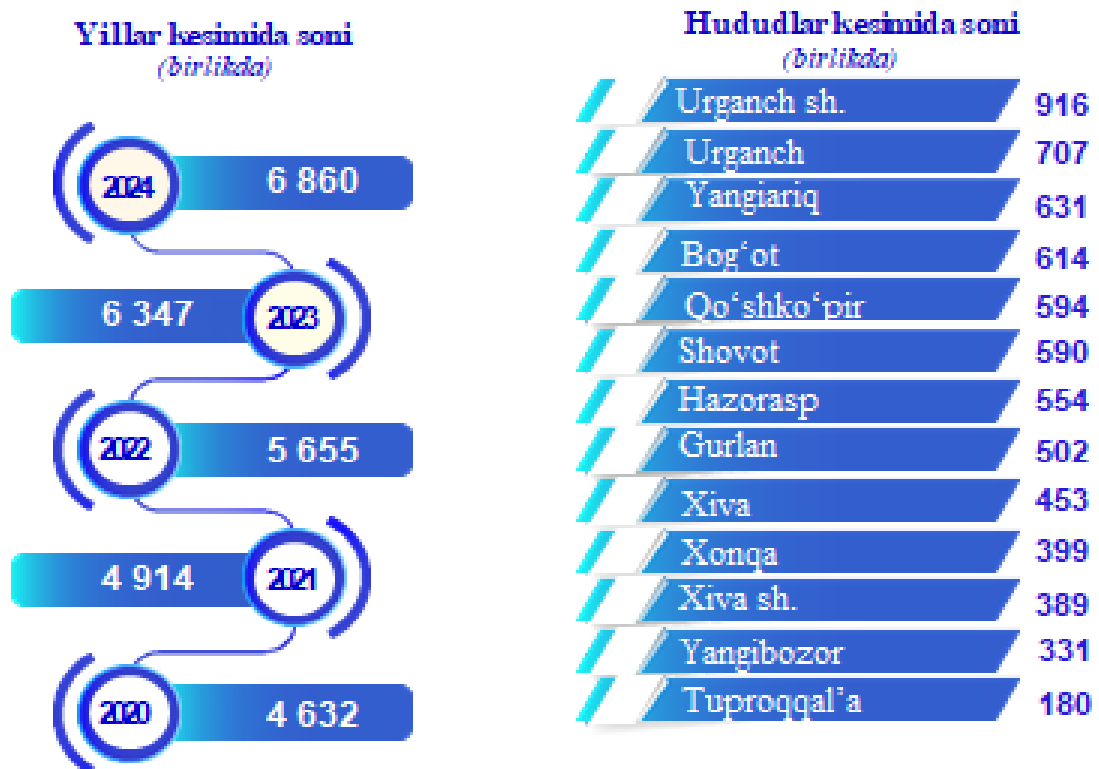 Yillar kesimida soni
(birlikda)
2024 6 860
6 347 2023
2022 5 655
4 914 2021
2020 4 632
Hududlar kesimida soni
(birlikda)
Urganch sh. 916
Urganch 707
Yangiariq 631
Bog‘ot 614
Qo‘shko‘pir 594
Shovot 590
Hazorasp 554
Gurlan 502
Xiva 453
Xonqa 399
Xiva sh. 389
Yangibozor 331
Tuproqqal’a 180